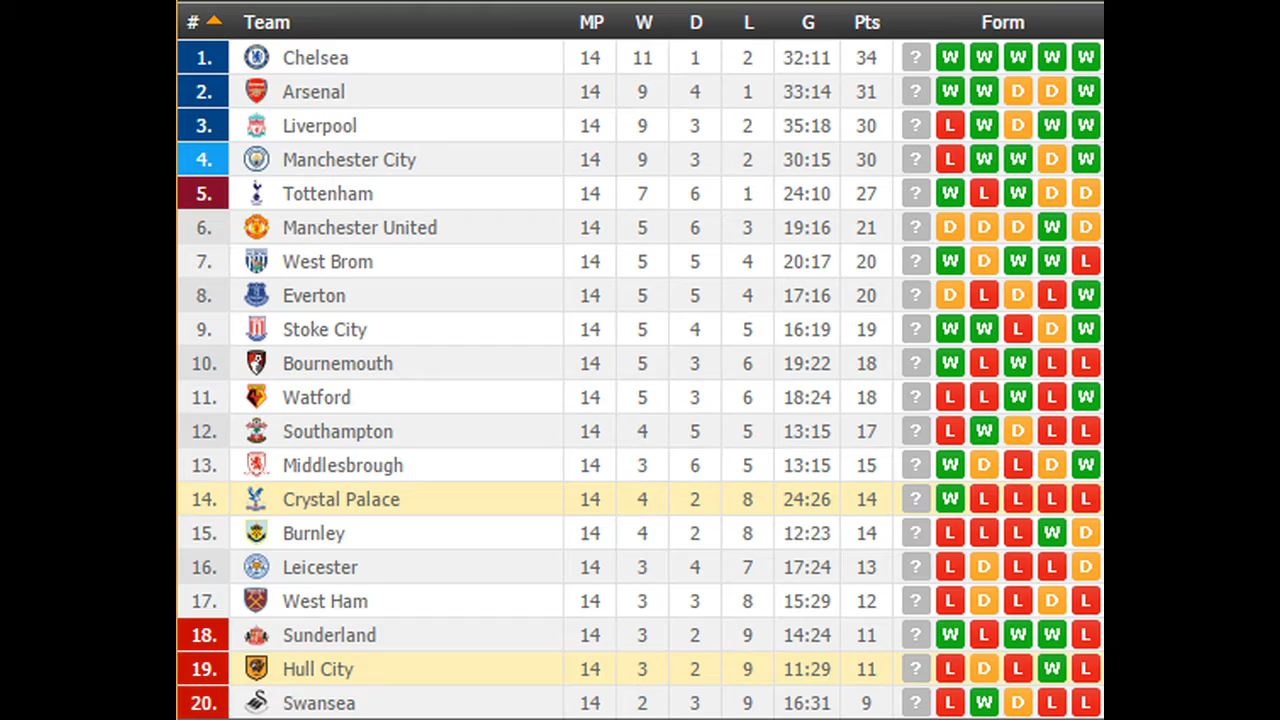 # Team MP W D L G Pts Form
1. Chelsea 14 11 1 2 32:11 34 ? W W W W W
2. Arsenal 14 9 4 1 33:14 31 ? W W D D W
3. Liverpool 14 9 3 2 35:18 30 ? L W D W W
4. Manchester City 14 9 3 2 30:15 30 ? L W W D W
5. Tottenham 14 7 6 1 24:10 27 ? W L W D D
6. Manchester United 14 5 6 3 19:16 21 ? D D D W D
7. West Brom 14 5 5 4 20:17 20 ? W D W W L
8. Everton 14 5 5 4 17:16 20 ? D L D L W
9. Stoke City 14 5 4 5 16:19 19 ? W W L D W
10. Bournemouth 14 5 3 6 19:22 18 ? W L W L L
11. Watford 14 5 3 6 18:24 18 ? L L W L W
12. Southampton 14 4 5 5 13:15 17 ? L W D L L
13. Middlesbrough 14 3 6 5 13:15 15 ? W D L D W
14. Crystal Palace 14 4 2 8 24:26 14 ? W L L L L
15. Burnley 14 4 2 8 12:23 14 ? L L L W D
16. Leicester 14 3 4 7 17:24 13 ? L D L L D
17. West Ham 14 3 3 8 15:29 12 ? L D L D L
18. Sunderland 14 3 2 9 14:24 11 ? W L W W L
19. Hull City 14 3 2 9 11:29 11 ? L D L W L
20. Swansea 14 2 3 9 16:31 9 ? L W D L L